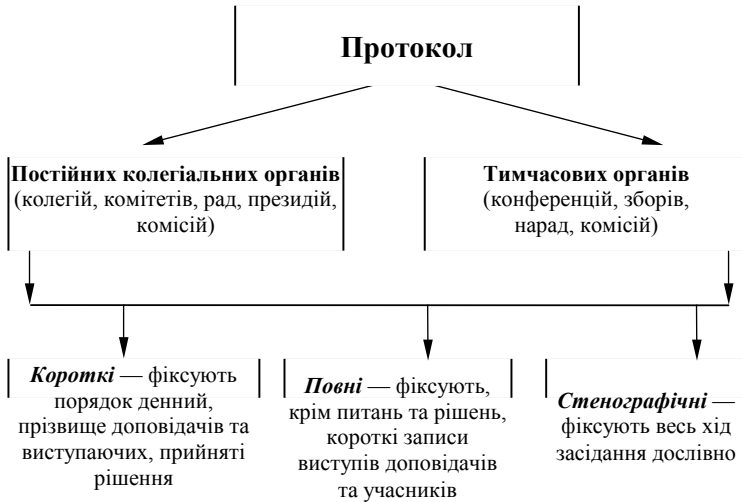 Протокол
Постійних колегіальних органів
(колегій, комітетів, рад, президій,
комісій)
Тимчасових органів
(конференцій, зборів,
нарад, комісій)
Короткі — фіксують
порядок денний,
прізвище доповідачів та
виступаючих, прийняті
рішення
Повні — фіксують,
крім питань та рішень,
короткі записи
виступів доповідачів
та учасників
Стенографічні —
фіксують весь хід
засідання дослівно